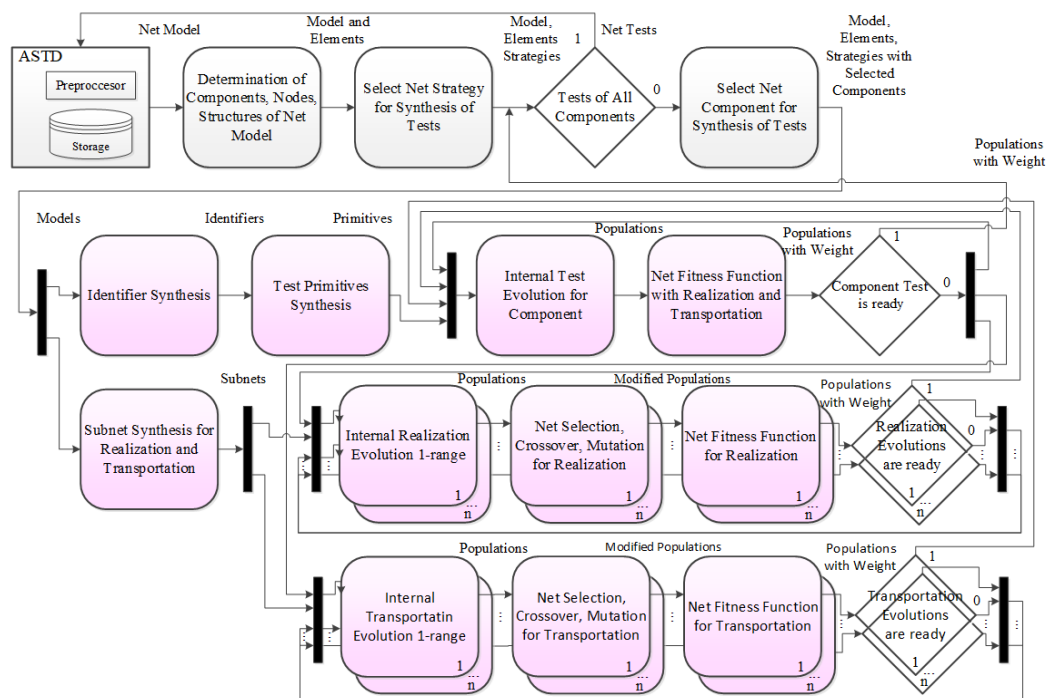 Net Model
Model and
Elements
Model,
Elements
Strategies
1
Net Tests
Model,
Elements,
Strategies with
Selected
Components
ASTD
Preproccesor
Storage
Determination of
Components, Nodes,
Structures of Net
Model
Select Net Strategy
for Synthesis of
Tests
Tests of All
Components
0
Select Net
Component for
Synthesis of Tests
Populations
with Weight
Models
Identifiers
Primitives
Populations
Populations
with Weight
1
Identifier Synthesis
Test Primitives
Synthesis
Internal Test
Evolution for
Component
Net Fitness Function
with Realization and
Transportation
Component Test
is ready
0
Subnets
Populations
Modified Populations
Populations
with Weight
1
Subnet Synthesis for
Realization and
Transportation
Internal Realization
Evolution 1-range
1
...
n
Net Selection,
Crossover, Mutation
for Realization
1
...
n
Net Fitness Function
for Realization
1
...
n
Realization
Evolutions
are ready
0
1
...
n
Populations
Modified Populations
Populations
with Weight
1
Internal
Transportatin
Evolution 1-range
1
...
n
Net Selection,
Crossover, Mutation
for Transportation
1
...
n
Net Fitness Function
for Transportation
1
...
n
Transportation
Evolutions
are ready
0
1
...
n